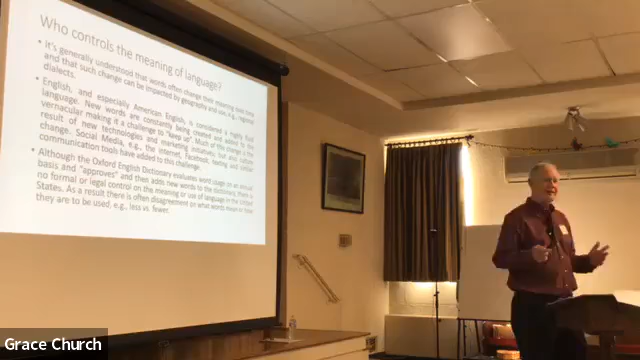 Who controls the meaning of language?
• It's generally understood that words often change their meaning over time
and that such change can be impacted by geography and use, e.g., regional
dialects.
• English, and especially American English, is considered a highly fluid
language. New words are constantly being created and added to the
vernacular making it a challenge to "keep up". Much of this change is the
result of new technologies and marketing initiatives, but also culture
change. Social Media, e.g., the internet, Facebook, texting and similar
communication tools have added to this challenge.
• Although the Oxford English Dictionary evaluates word usage on an annual
basis and "approves" and then adds new words to the dictionary, there is
no formal or legal control on the meaning or use of language in the United
States. As a result there is often disagreement on what words mean or how
they are to be used, e.g., less vs. fewer.
Grace Church